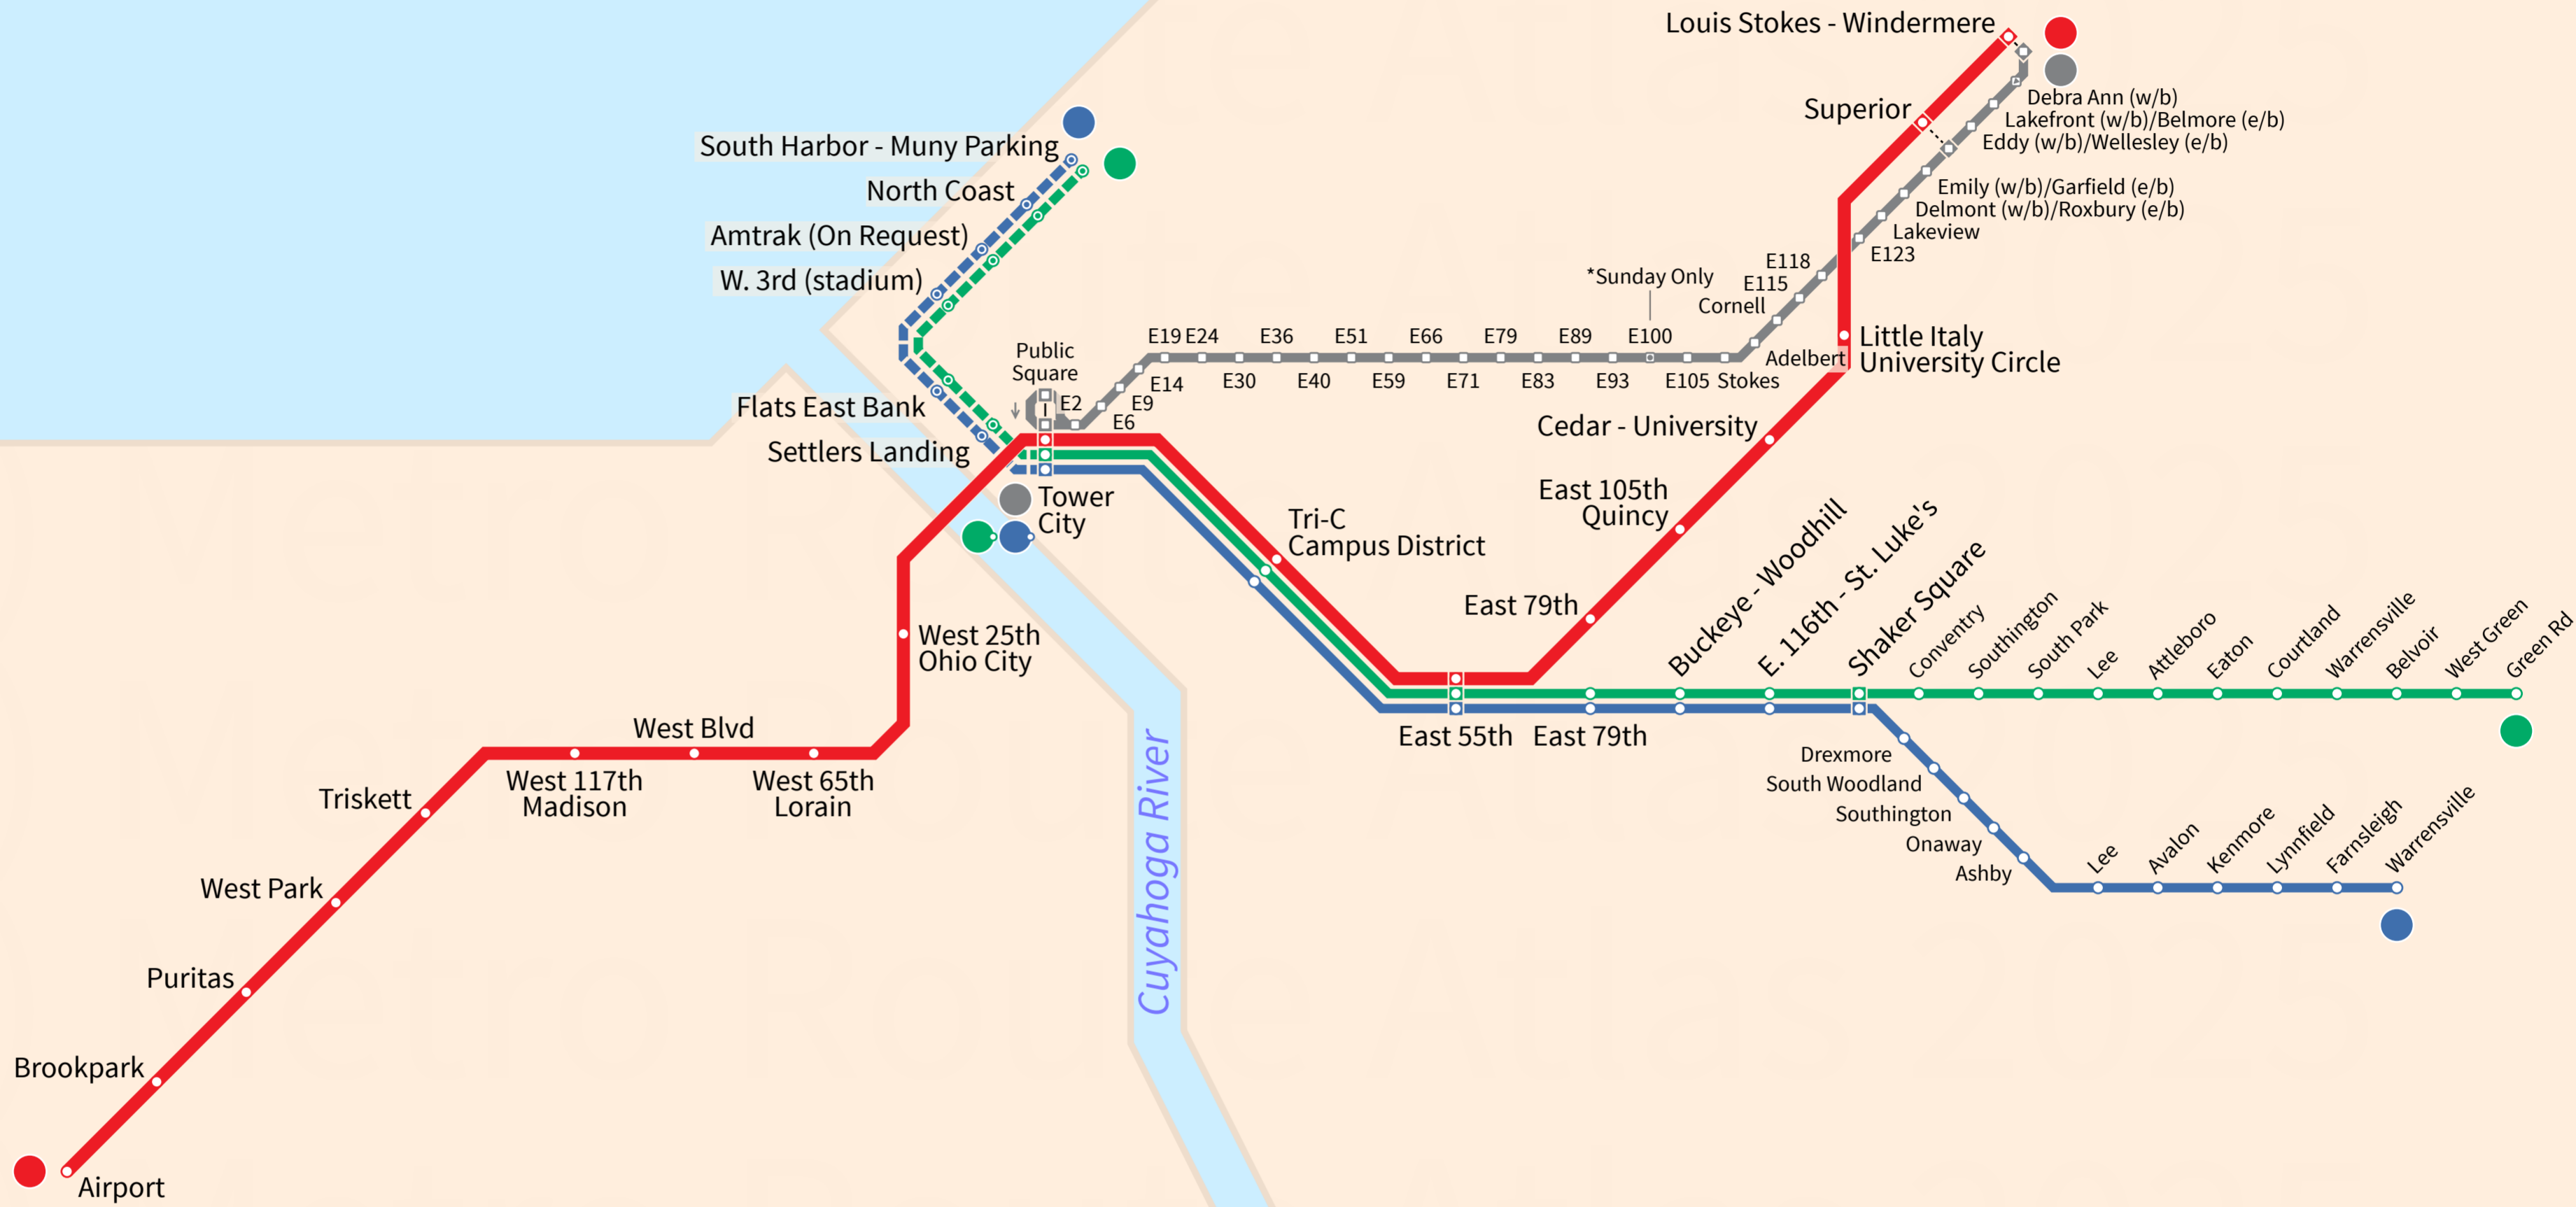 Louis Stokes - Windermere
Superior
Debra Ann (w/b)
Lakefront (w/b)/Belmore (e/b)
Eddy (w/b)/Wellesley (e/b)
Emily (w/b)/Garfield (e/b)
Delmont (w/b)/Roxbury (e/b)
Lakeview
E123
E118
E115
Cornell
Adelbert
*Sunday Only
South Harbor - Muny Parking
North Coast
Amtrak (On Request)
W. 3rd (stadium)
Flats East Bank
Settlers Landing
Public
Square
E2
E6
E9
E14
E19
E24
E30
E36
E40
E51
E59
E66
E71
E79
E83
E89
E93
E100
E105
Stokes
Little Italy
University Circle
Cedar - University
East 105th
Quincy
East 79th
Tower
City
Tri-C
Campus District
East 55th
East 79th
Buckeye - Woodhill
E. 116th - St. Luke's
Shaker Square
Coventry
Southington
South Park
Lee
Attleboro
Eaton
Courtland
Warrensville
Belvoir
West Green
Green Rd
Drexmore
South Woodland
Southington
Onaway
Ashby
Lee
Avalon
Kenmore
Lynnfield
Farnsleigh
Warrensville
West 25th
Ohio City
West 65th
Lorain
West Blvd
West 117th
Madison
Triskett
West Park
Puritas
Brookpark
Airport
Cuyahoga River